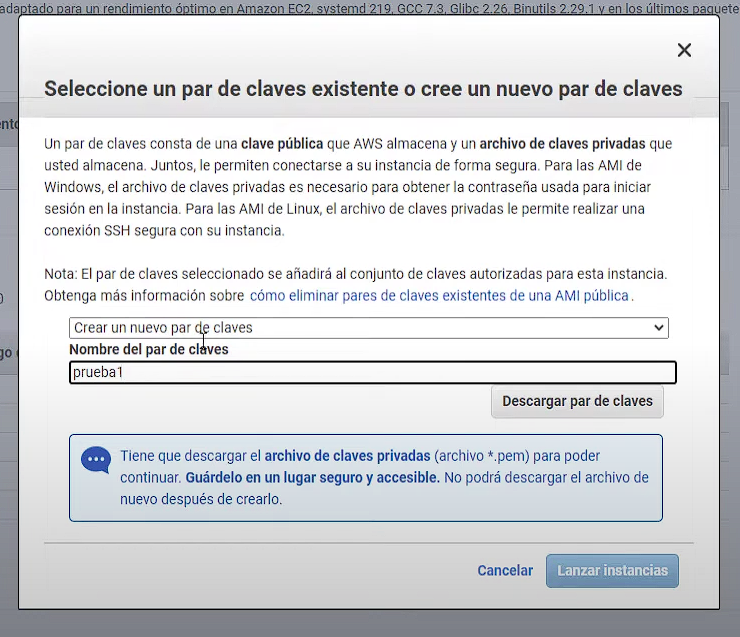 adaptado para un rendimiento óptimo en Amazon EC2, systemd 219, GCC 7.3, Glibc 2.26, Binutils 2.29.1 y en los últimos paquete
Seleccione un par de claves existente o cree un nuevo par de claves
Un par de claves consta de una clave pública que AWS almacena y un archivo de claves privadas que
usted almacena. Juntos, le permiten conectarse a su instancia de forma segura. Para las AMI de
Windows, el archivo de claves privadas es necesario para obtener la contraseña usada para iniciar
sesión en la instancia. Para las AMI de Linux, el archivo de claves privadas le permite realizar una
conexión SSH segura con su instancia.
Nota: El par de claves seleccionado se añadirá al conjunto de claves autorizadas para esta instancia.
Obtenga más información sobre cómo eliminar pares de claves existentes de una AMI pública.
Crear un nuevo par de claves
Nombre del par de claves
prueba1
Descargar par de claves
Tiene que descargar el archivo de claves privadas (archivo *.pem) para poder
continuar. Guárdelo en un lugar seguro y accesible. No podrá descargar el archivo de
nuevo después de crearlo.
Cancelar
Lanzar instancias